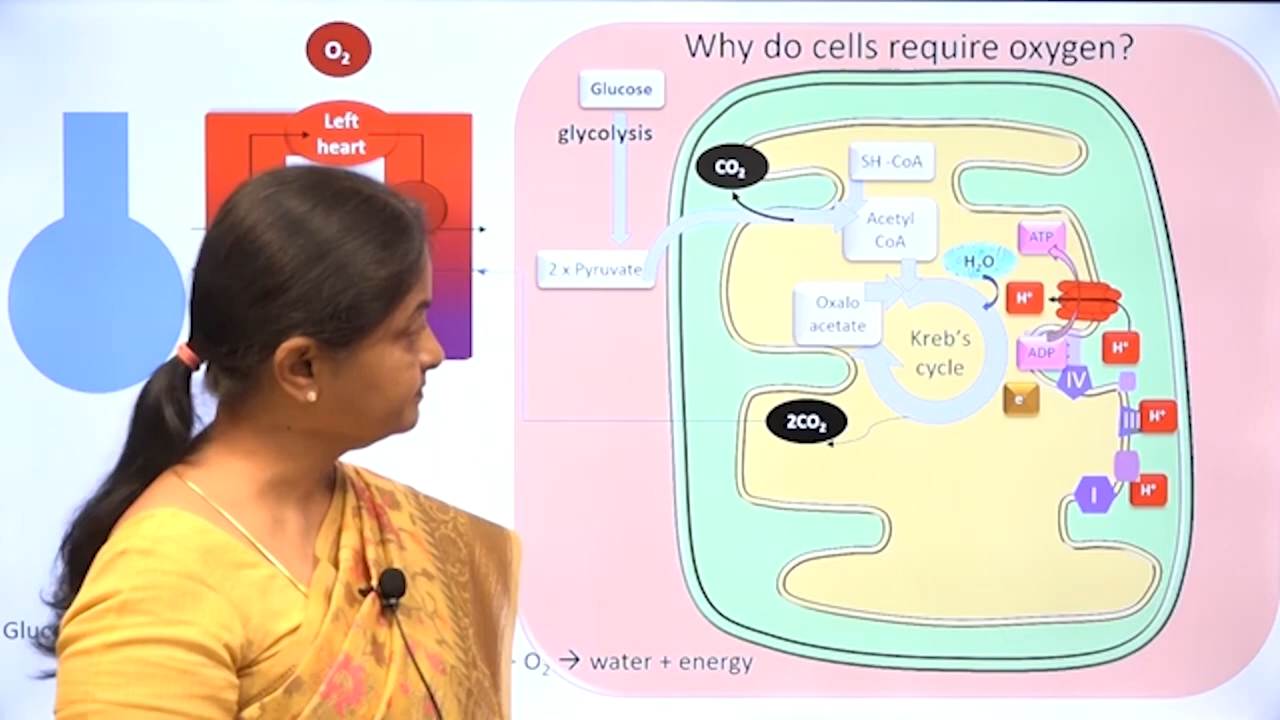 Why do cells require oxygen?
O₂
Left
heart
Glucose
glycolysis
2 x Pyruvate
CO₂
SH -CoA
Acetyl
CoA
Oxalo
acetate
H₂O
Kreb's
cycle
2CO₂
ATP
H⁺
ADP
H⁺
IV
e⁻
III
H⁺
I
H⁺
O₂ → water + energy